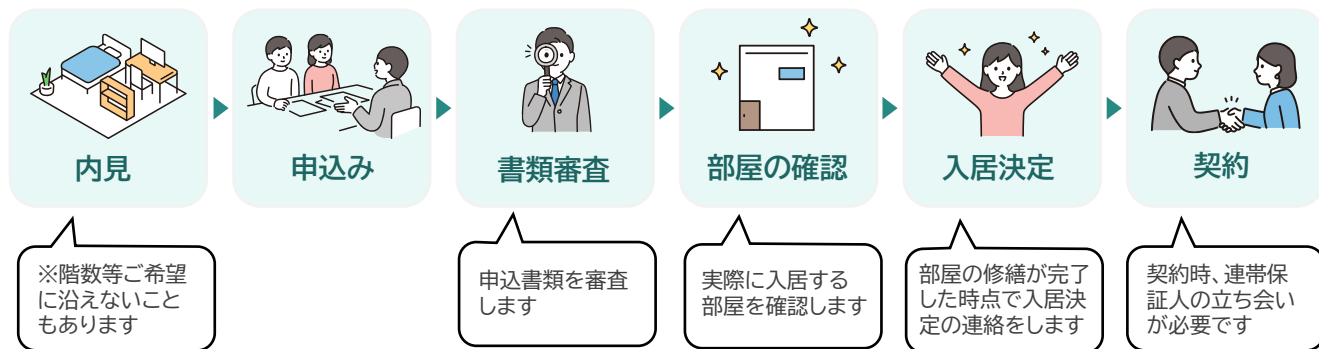 内見
申込み
書類審査
部屋の確認
入居決定
契約
※階数等ご希望
に沿えないこと
もあります
申込書類を審査
します
実際に入居する
部屋を確認します
部屋の修繕が完了
した時点で入居決
定の連絡をします
契約時、連帯保
証人の立ち会い
が必要です